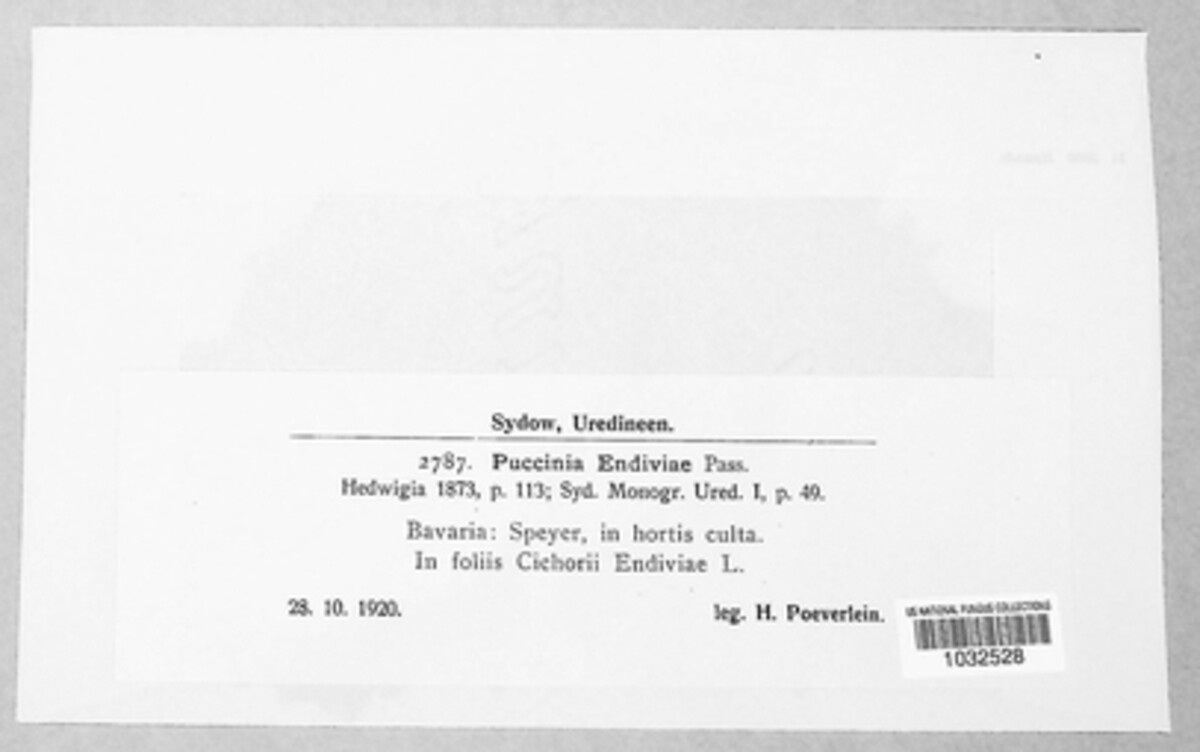 Sydow, Uredineen.
2787. Puccinia Endiviae Pass.
Hedwigia 1873, p. 113; Syd. Monogr. Ured. I, p. 49.
Bavaria: Speyer, in hortis culta.
In foliis Cichorii Endiviae L.
28. 10. 1920. leg. H. Poeverlein.
US NATIONAL FUNGUS COLLECTIONS
1032528